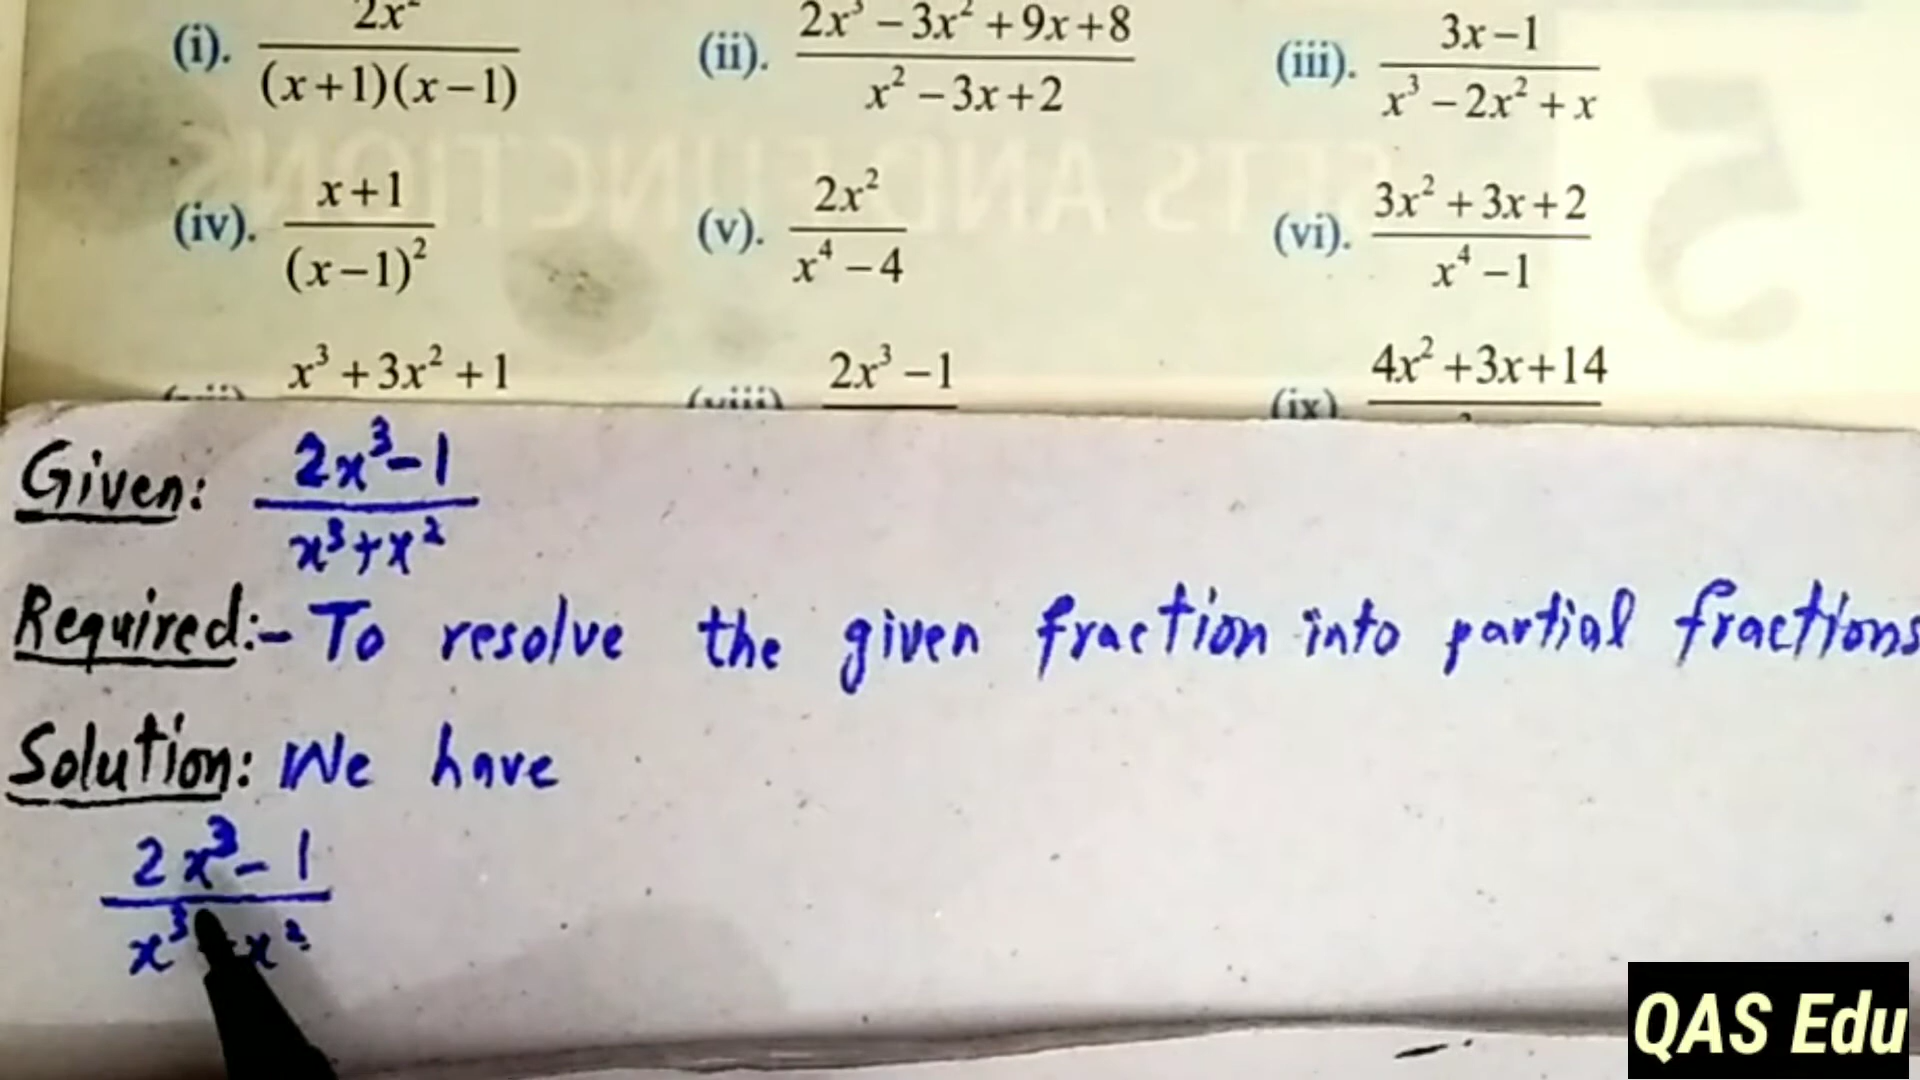 (i). 2x² / (x+1)(x−1) (ii). 2x³ −3x² +9x+8 / x² −3x+2 (iii). 3x−1 / x³ −2x² + x
(iv). x+1 / (x−1)² (v). 2x² / x⁴ −4 (vi). 3x² +3x+2 / x⁴ −1
x³ +3x² +1 (viii) 2x³ −1 (ix) 4x² +3x+14
Given: 2x³−1 / x³+x²
Required:- To resolve the given fraction into partial fractions
Solution: We have
2x³−1 / x³ x²
QAS Edu